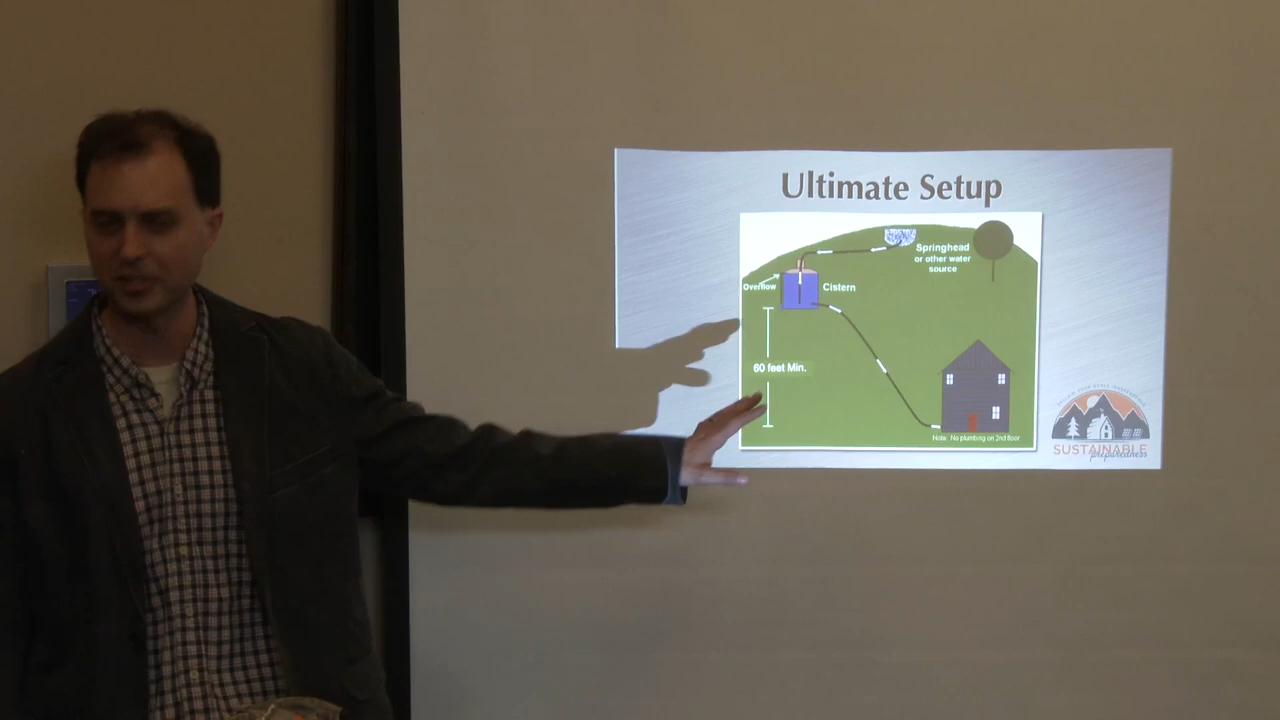 Ultimate Setup
Springhead
or other water
source
Overflow
Cistern
60 feet Min.
Note: No plumbing on 2nd floor
SUSTAINABLE
preparedness